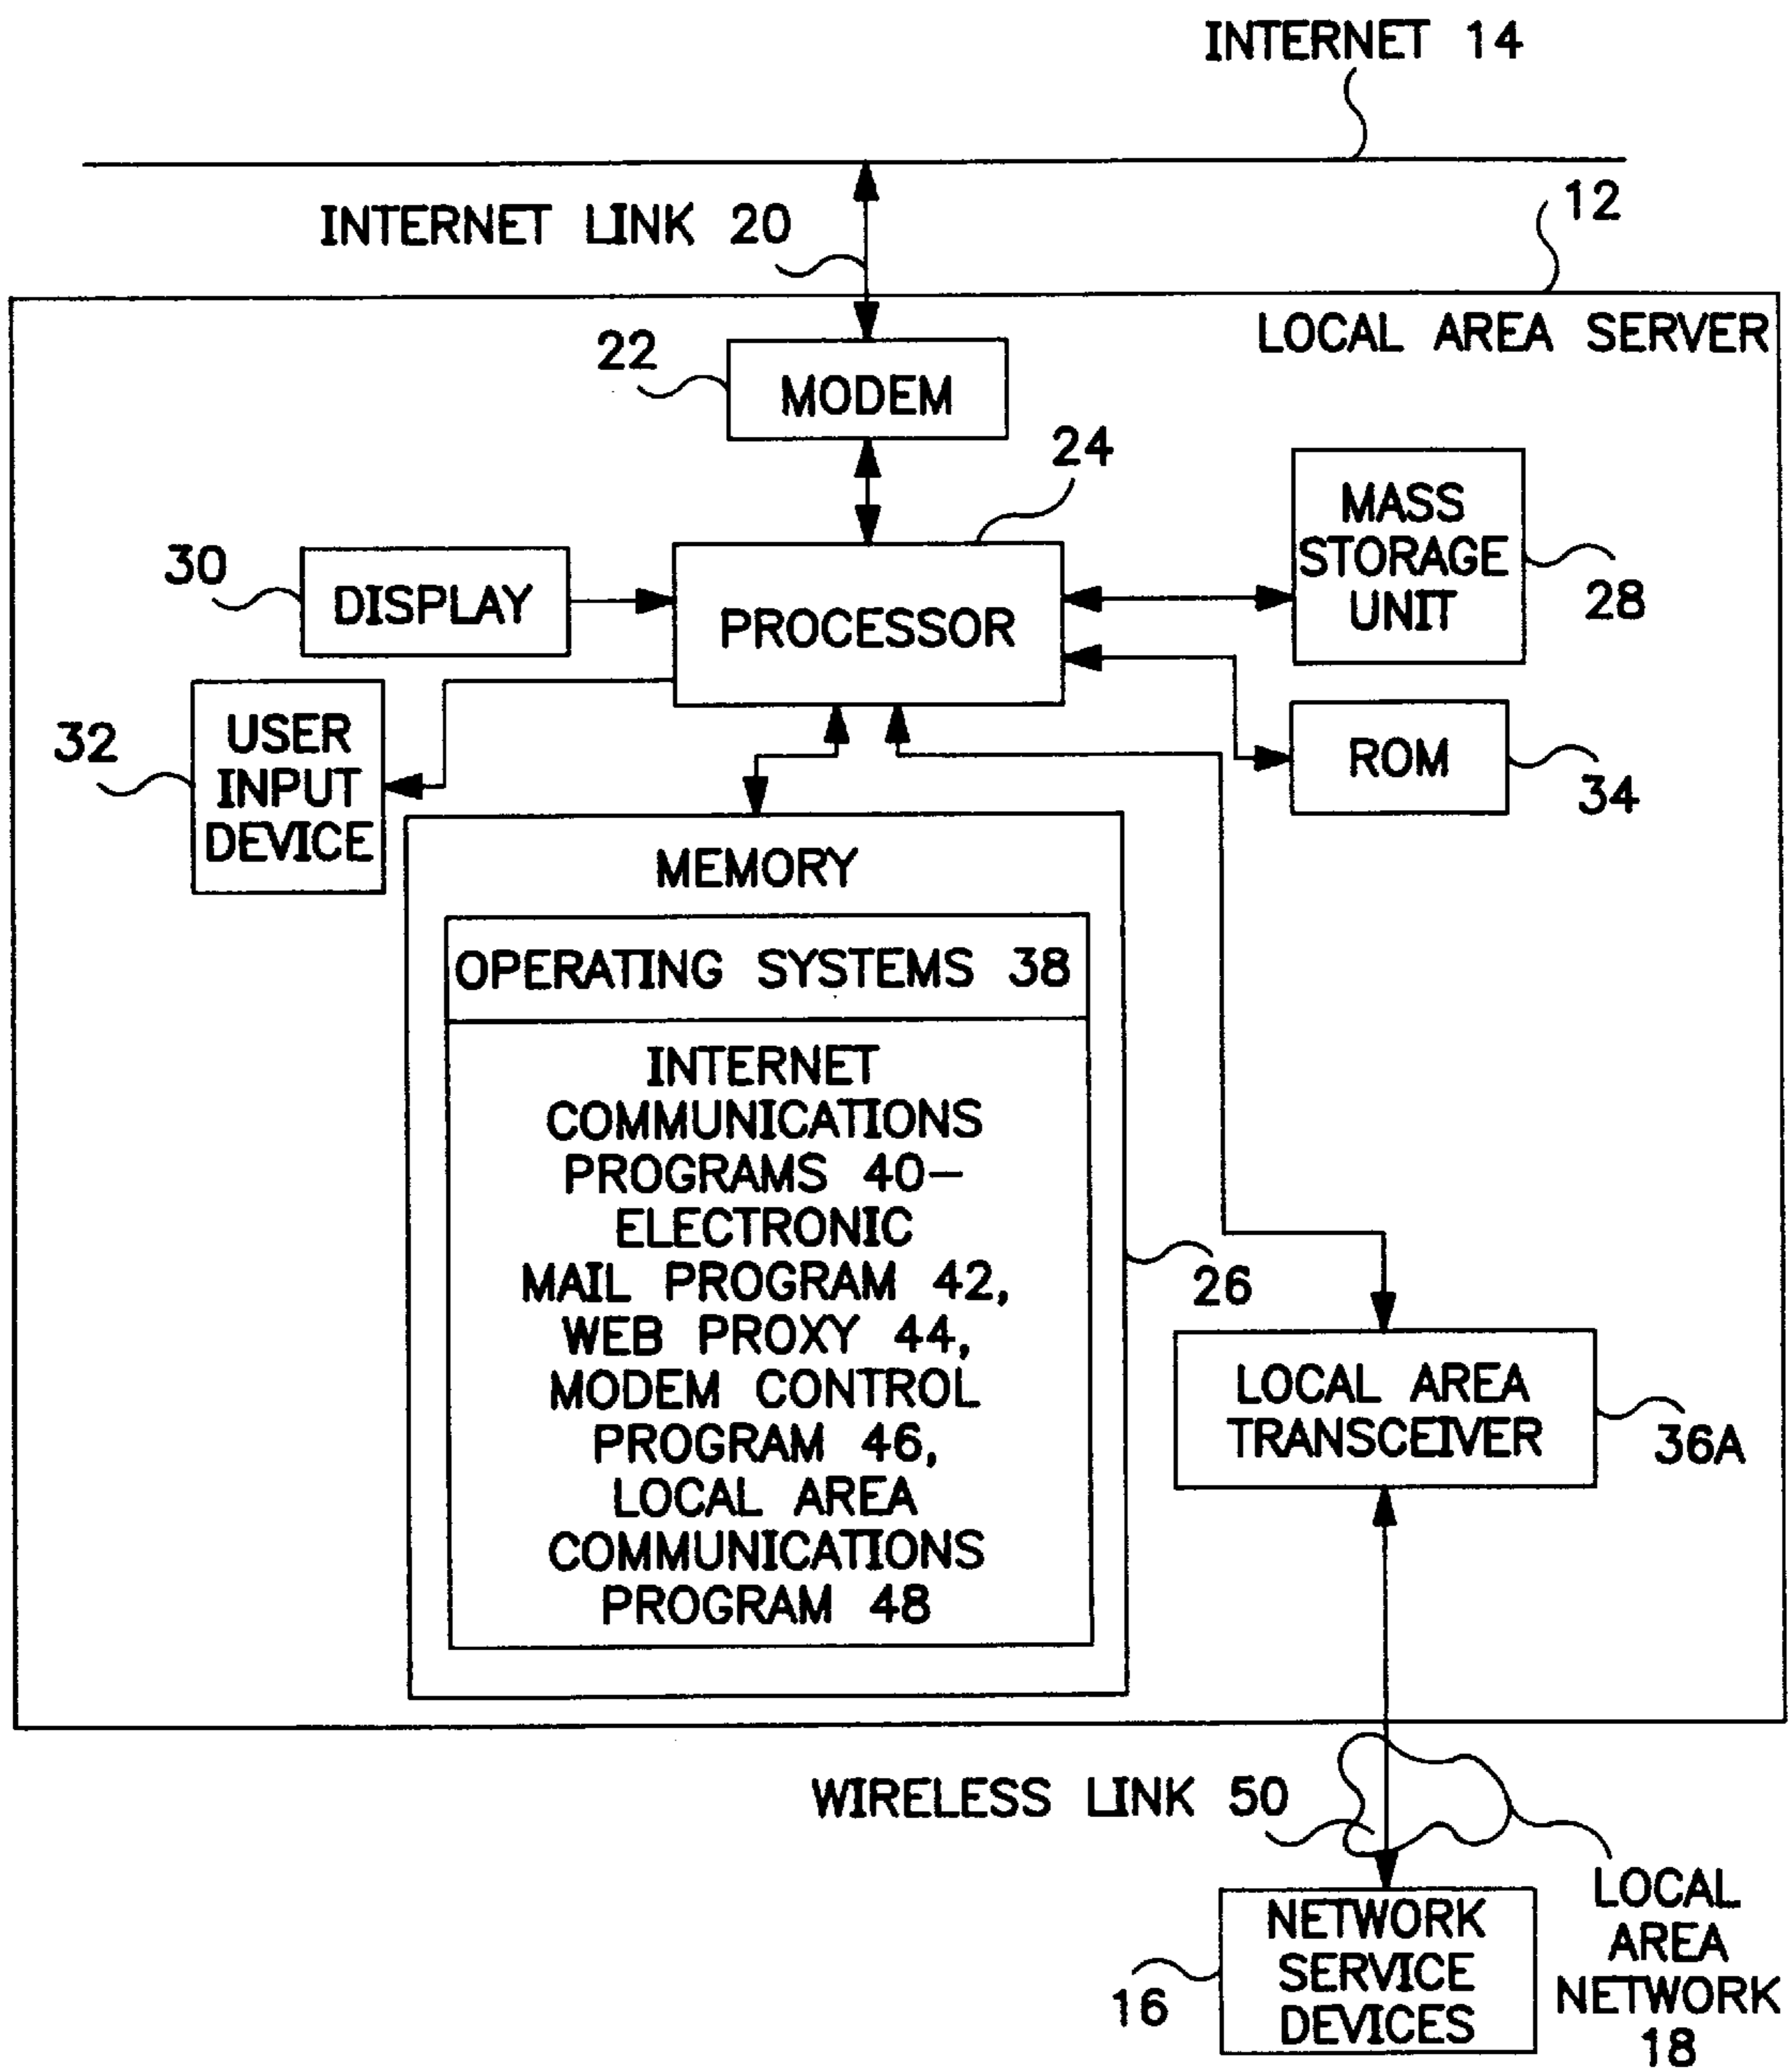 INTERNET 14
INTERNET LINK 20
12
LOCAL AREA SERVER
22
MODEM
24
MASS
STORAGE
UNIT
28
30
DISPLAY
PROCESSOR
32
USER
INPUT
DEVICE
ROM
34
MEMORY
OPERATING SYSTEMS 38
INTERNET
COMMUNICATIONS
PROGRAMS 40—
ELECTRONIC
MAIL PROGRAM 42,
WEB PROXY 44,
MODEM CONTROL
PROGRAM 46,
LOCAL AREA
COMMUNICATIONS
PROGRAM 48
26
LOCAL AREA
TRANSCEIVER
36A
WIRELESS LINK 50
NETWORK
SERVICE
DEVICES
16
LOCAL
AREA
NETWORK
18